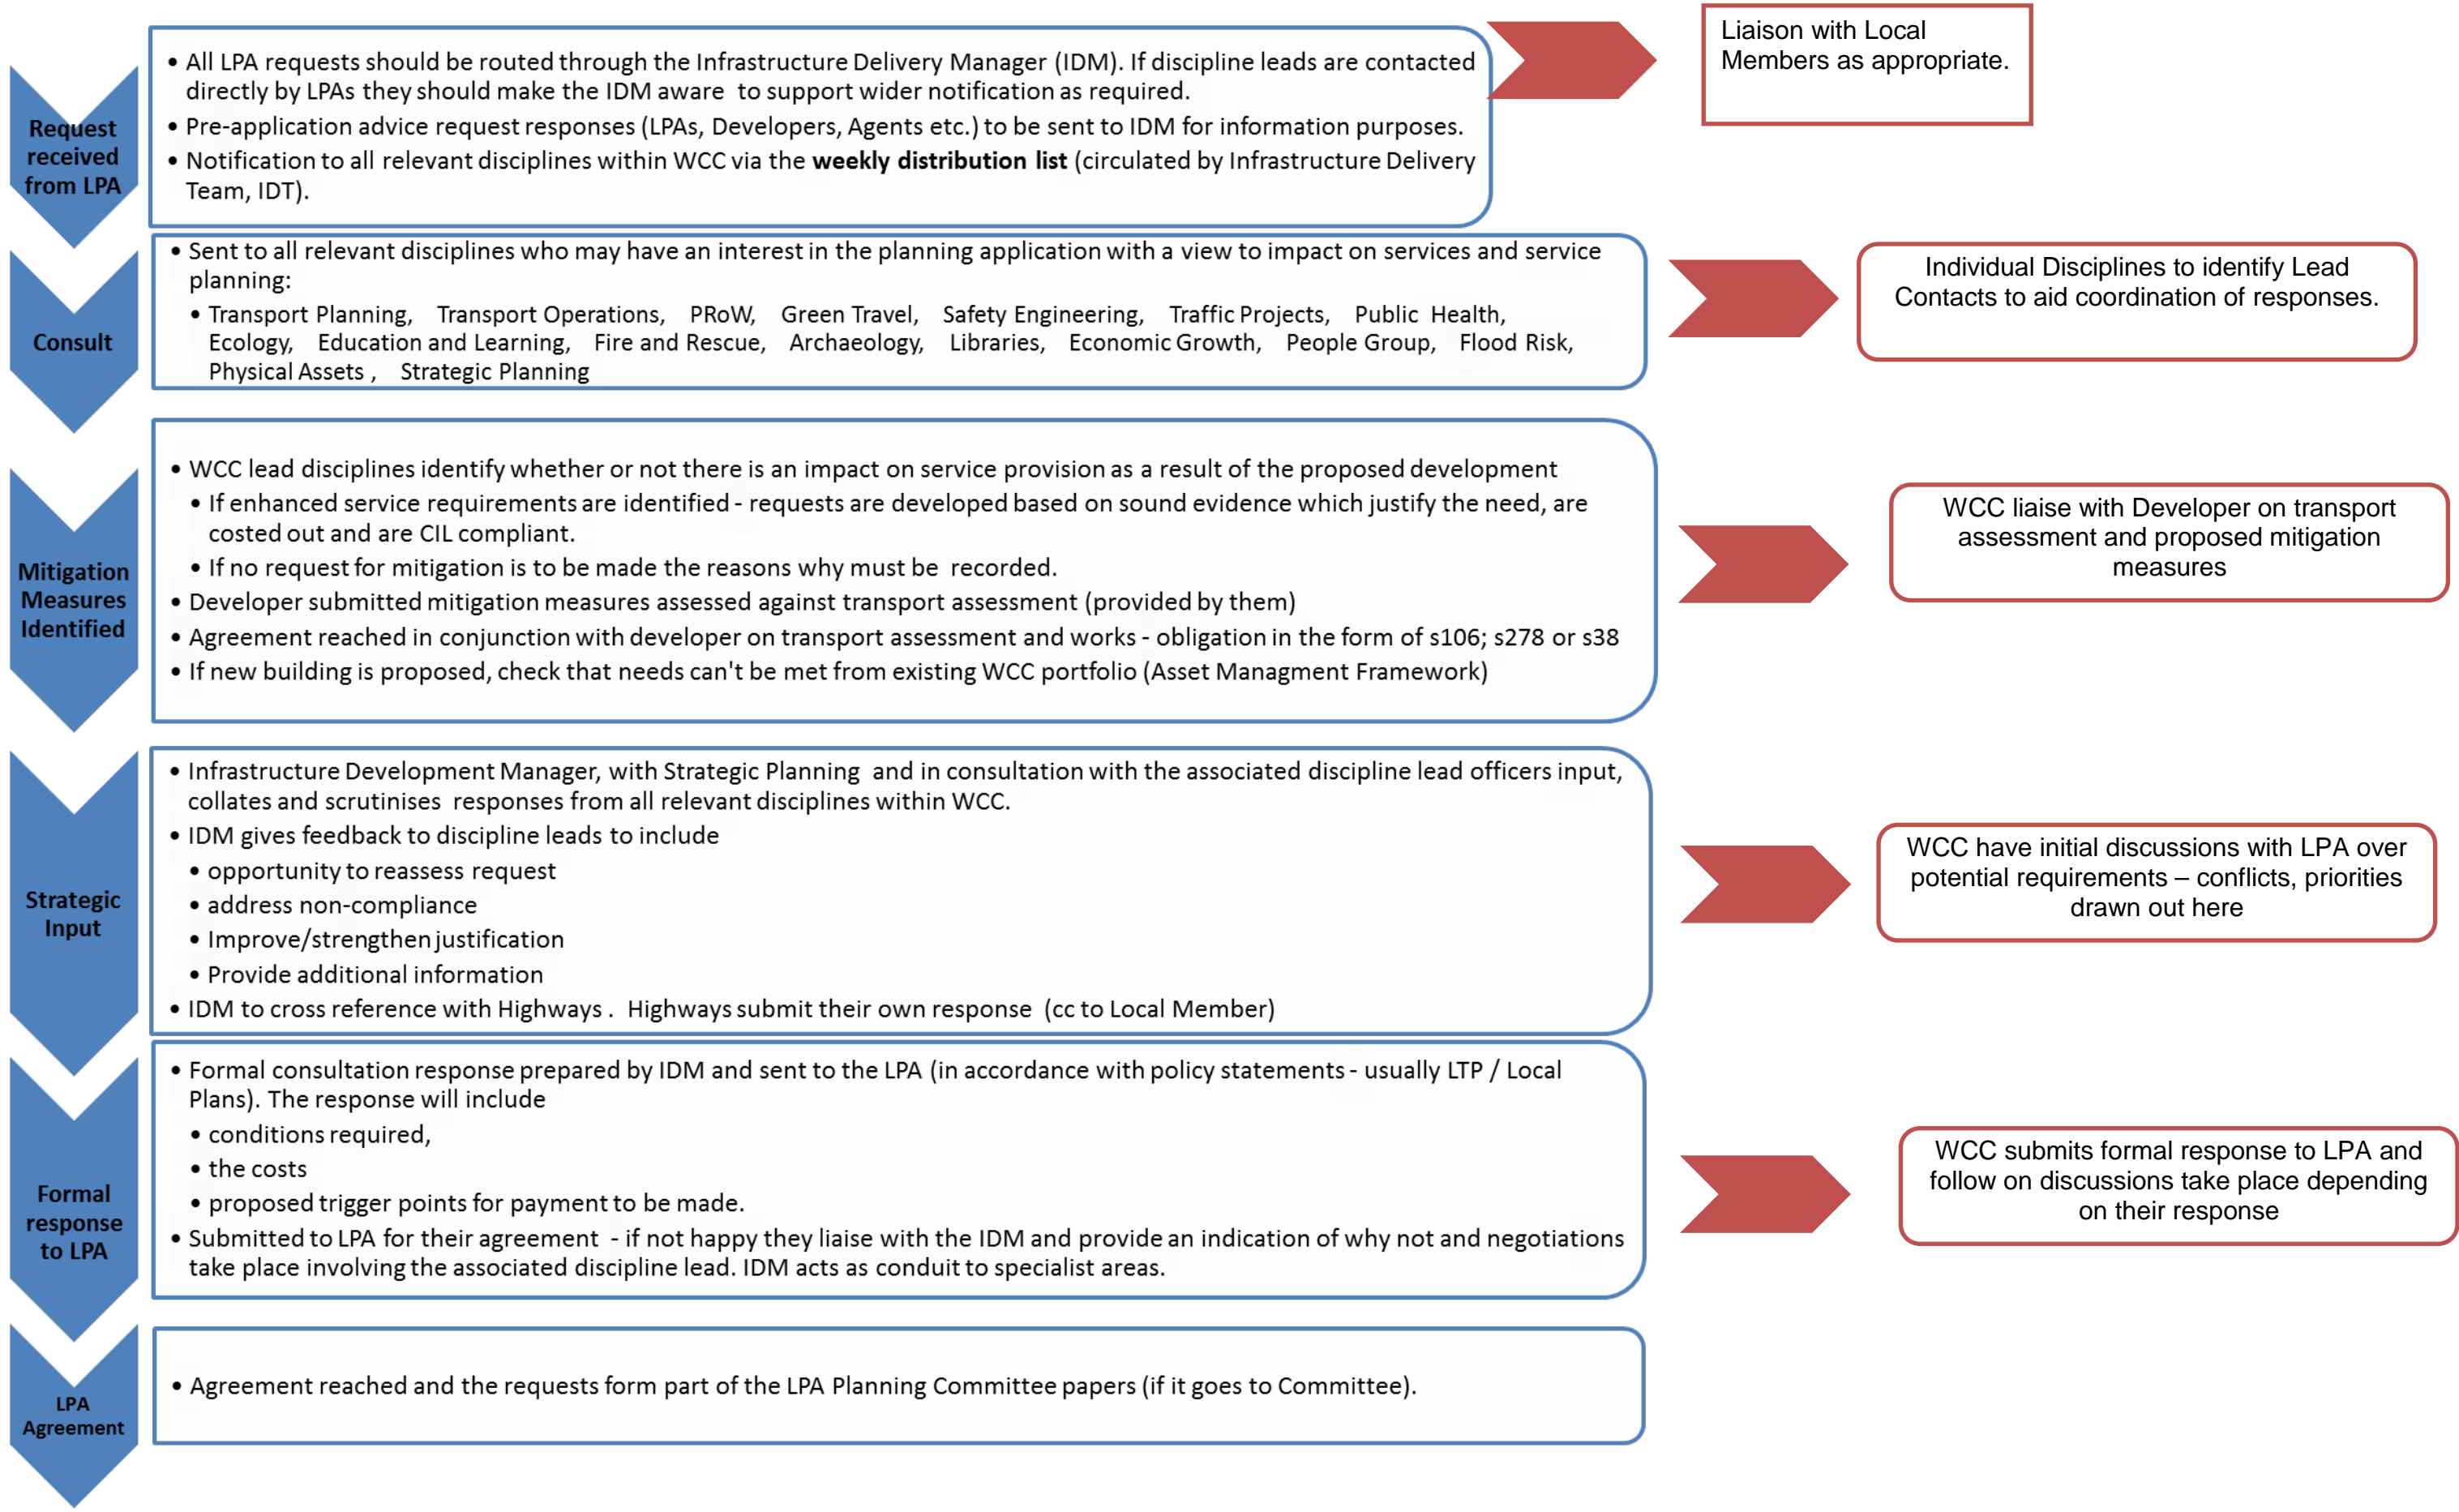 Request
received
from LPA
• All LPA requests should be routed through the Infrastructure Delivery Manager (IDM). If discipline leads are contacted
directly by LPAs they should make the IDM aware to support wider notification as required.
• Pre-application advice request responses (LPAs, Developers, Agents etc.) to be sent to IDM for information purposes.
• Notification to all relevant disciplines within WCC via the weekly distribution list (circulated by Infrastructure Delivery
Team, IDT).
Liaison with Local
Members as appropriate.
Consult
• Sent to all relevant disciplines who may have an interest in the planning application with a view to impact on services and service
planning:
• Transport Planning, Transport Operations, PRoW, Green Travel, Safety Engineering, Traffic Projects, Public Health,
Ecology, Education and Learning, Fire and Rescue, Archaeology, Libraries, Economic Growth, People Group, Flood Risk,
Physical Assets , Strategic Planning
Individual Disciplines to identify Lead
Contacts to aid coordination of responses.
Mitigation
Measures
Identified
• WCC lead disciplines identify whether or not there is an impact on service provision as a result of the proposed development
• If enhanced service requirements are identified - requests are developed based on sound evidence which justify the need, are
costed out and are CIL compliant.
• If no request for mitigation is to be made the reasons why must be recorded.
• Developer submitted mitigation measures assessed against transport assessment (provided by them)
• Agreement reached in conjunction with developer on transport assessment and works - obligation in the form of s106; s278 or s38
• If new building is proposed, check that needs can't be met from existing WCC portfolio (Asset Managment Framework)
WCC liaise with Developer on transport
assessment and proposed mitigation
measures
Strategic
Input
• Infrastructure Development Manager, with Strategic Planning and in consultation with the associated discipline lead officers input,
collates and scrutinises responses from all relevant disciplines within WCC.
• IDM gives feedback to discipline leads to include
• opportunity to reassess request
• address non-compliance
• Improve/strengthen justification
• Provide additional information
• IDM to cross reference with Highways . Highways submit their own response (cc to Local Member)
WCC have initial discussions with LPA over
potential requirements – conflicts, priorities
drawn out here
Formal
response
to LPA
• Formal consultation response prepared by IDM and sent to the LPA (in accordance with policy statements - usually LTP / Local
Plans). The response will include
• conditions required,
• the costs
• proposed trigger points for payment to be made.
• Submitted to LPA for their agreement - if not happy they liaise with the IDM and provide an indication of why not and negotiations
take place involving the associated discipline lead. IDM acts as conduit to specialist areas.
WCC submits formal response to LPA and
follow on discussions take place depending
on their response
LPA
Agreement
• Agreement reached and the requests form part of the LPA Planning Committee papers (if it goes to Committee).